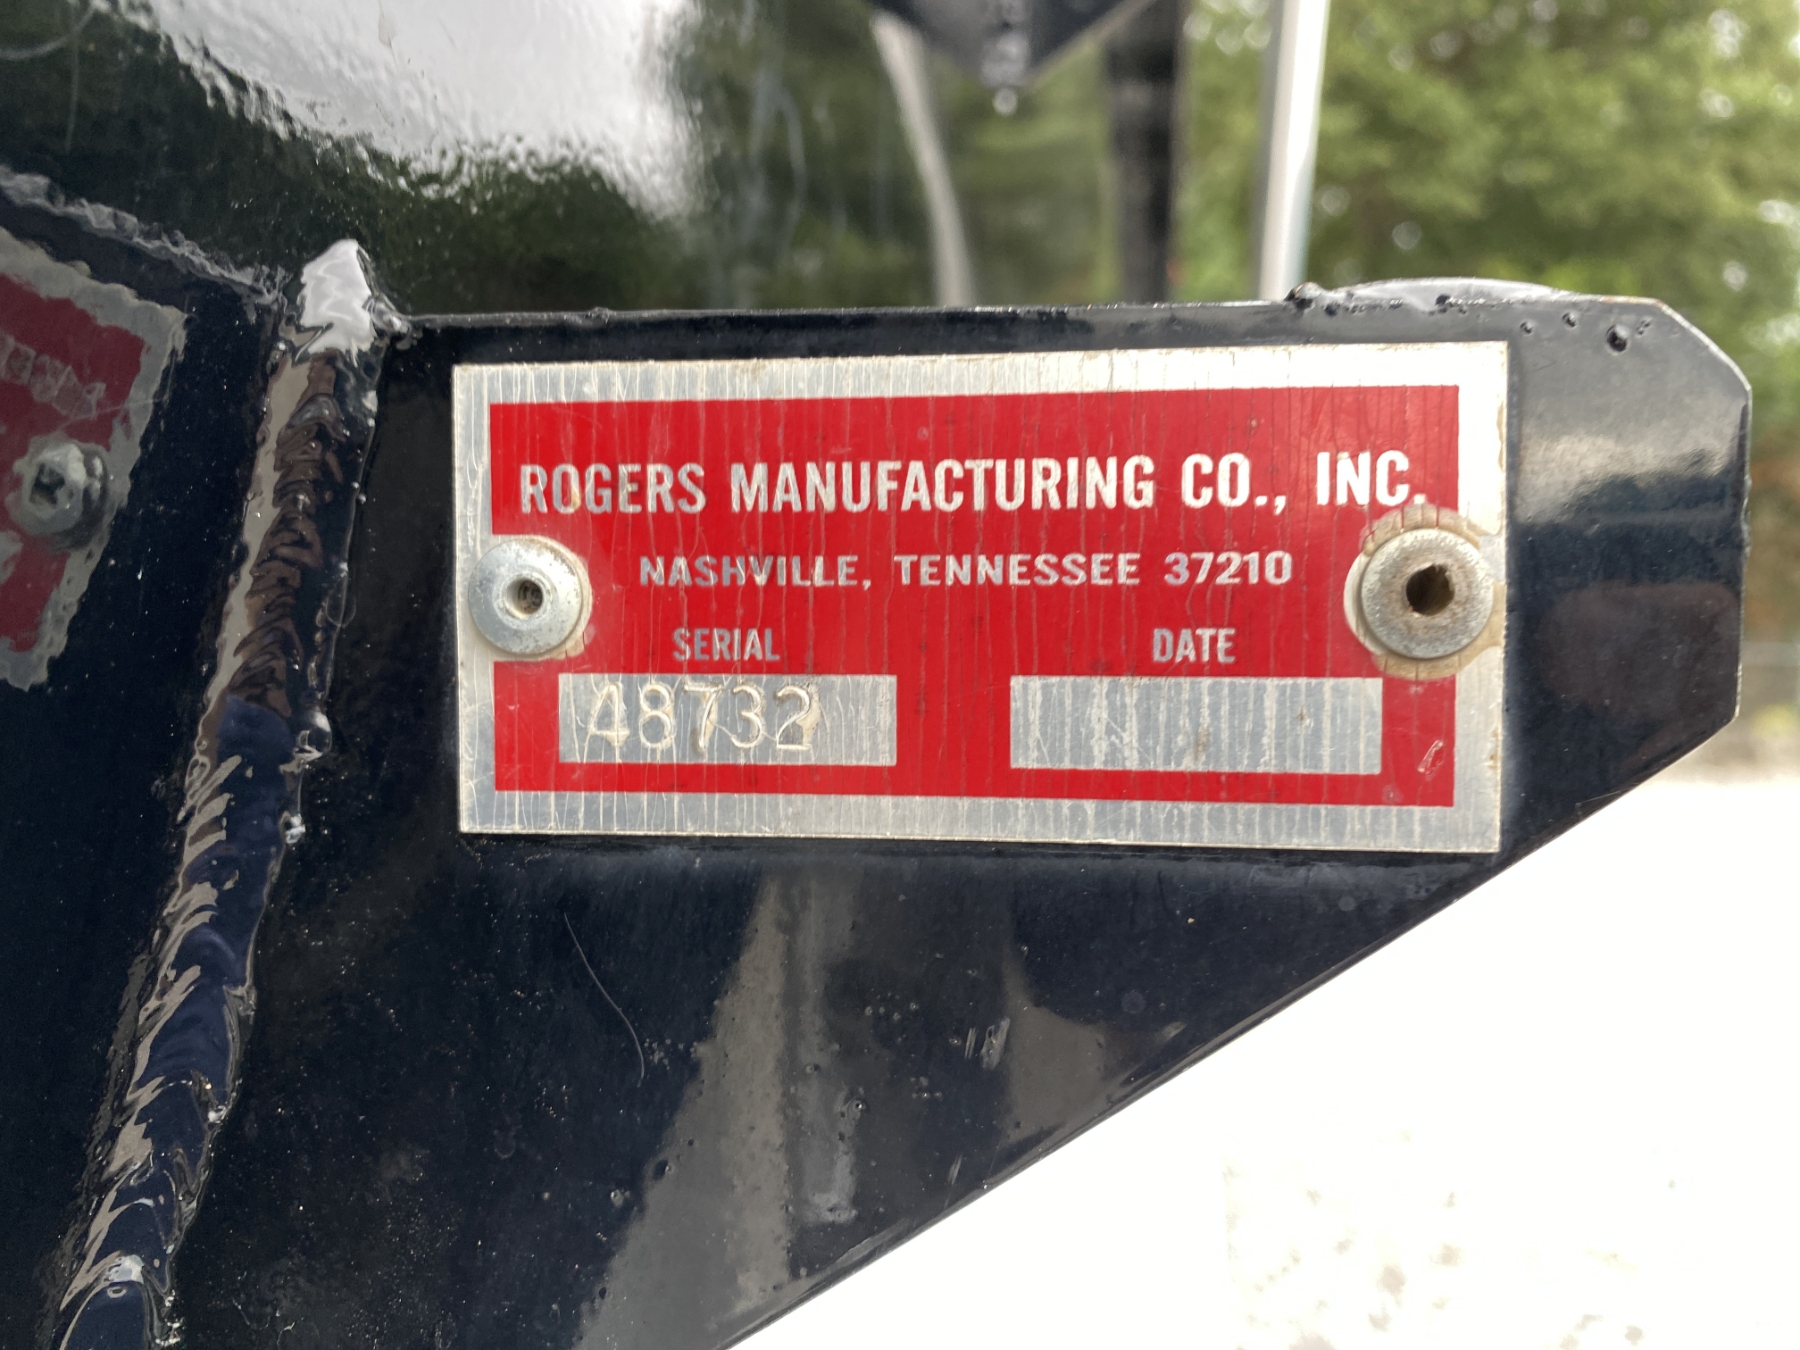 ROGERS MANUFACTURING CO., INC.
NASHVILLE, TENNESSEE 37210
SERIAL DATE
48732